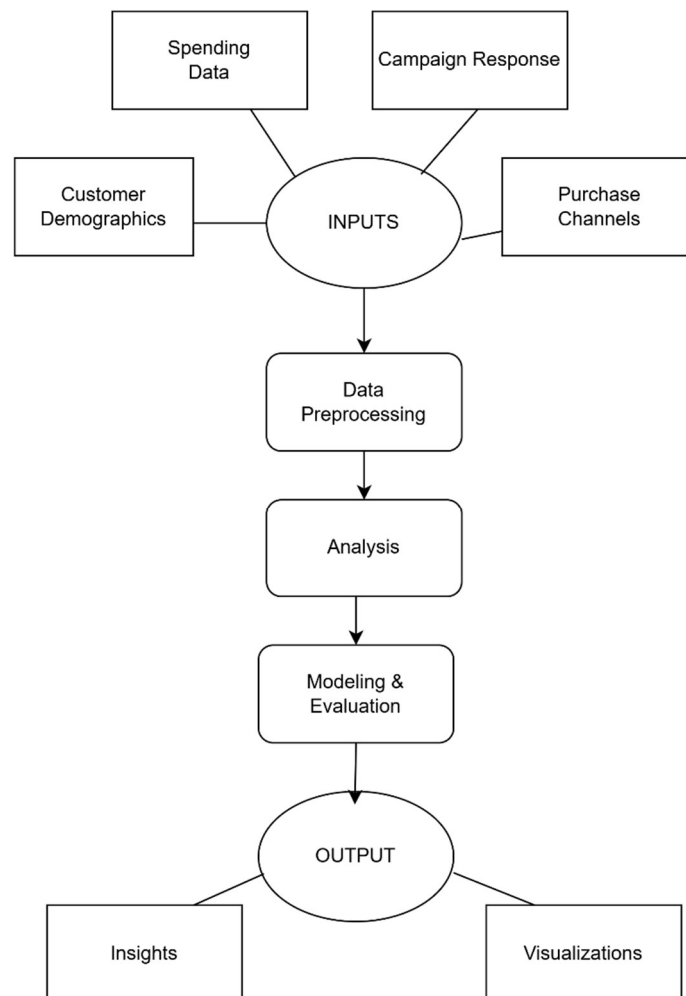 Spending
Data
Campaign Response
Customer
Demographics
INPUTS
Purchase
Channels
Data
Preprocessing
Analysis
Modeling &
Evaluation
OUTPUT
Insights
Visualizations